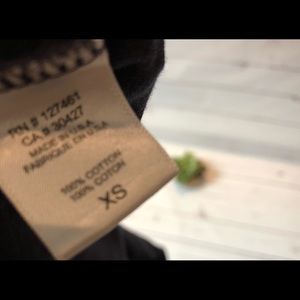 RN # 127461
CA # 30427
MADE IN U.S.A.
FABRIQUE EN U.S.A.
100% COTTON
100% COTON
XS